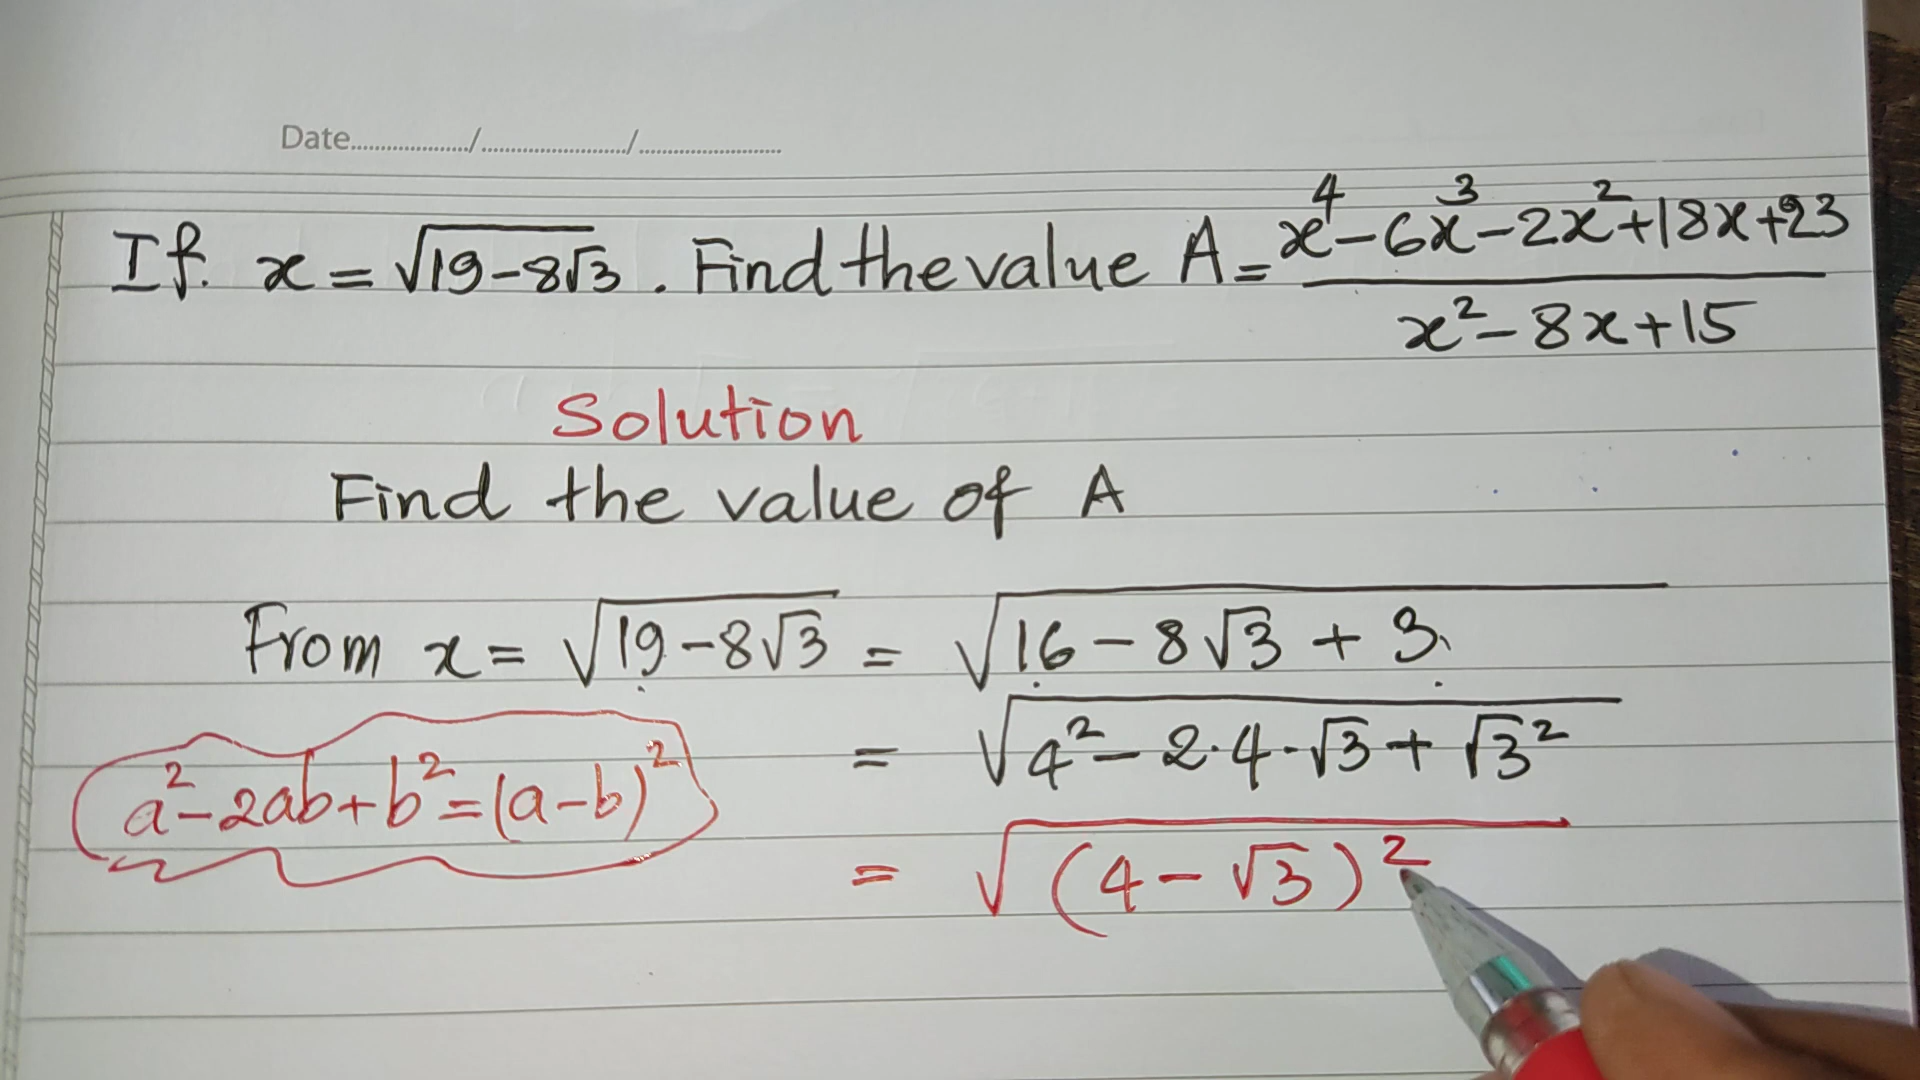 Date..................../........................./.........................
If. x = √19-8√3 . Find the value A = x⁴-6x³-2x²+18x+23
x²-8x+15
Solution
Find the value of A
From x = √19-8√3 = √16-8√3+3
= √4²-2·4·√3+√3²
a²-2ab+b²=(a-b)²
= √(4-√3)²